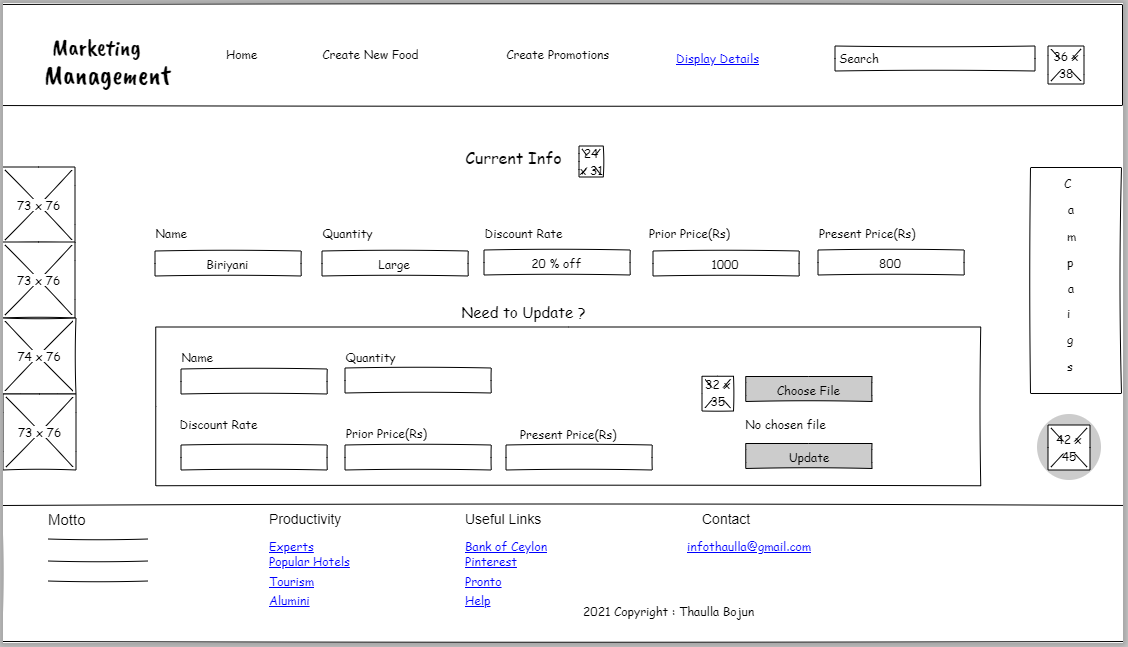 Marketing
Management
Home
Create New Food
Create Promotions
Display Details
Search
36 x
38
Current Info
24
x 31
73 x 76
73 x 76
74 x 76
73 x 76
C
a
m
p
a
i
g
s
Name
Quantity
Discount Rate
Prior Price(Rs)
Present Price(Rs)
Biriyani
Large
20 % off
1000
800
Need to Update ?
Name
Quantity
32 x
35
Choose File
Discount Rate
Prior Price(Rs)
Present Price(Rs)
No chosen file
Update
42 x
45
Motto
Productivity
Experts
Popular Hotels
Tourism
Alumini
Useful Links
Bank of Ceylon
Pinterest
Pronto
Help
Contact
infothaulla@gmail.com
2021 Copyright : Thaulla Bojun